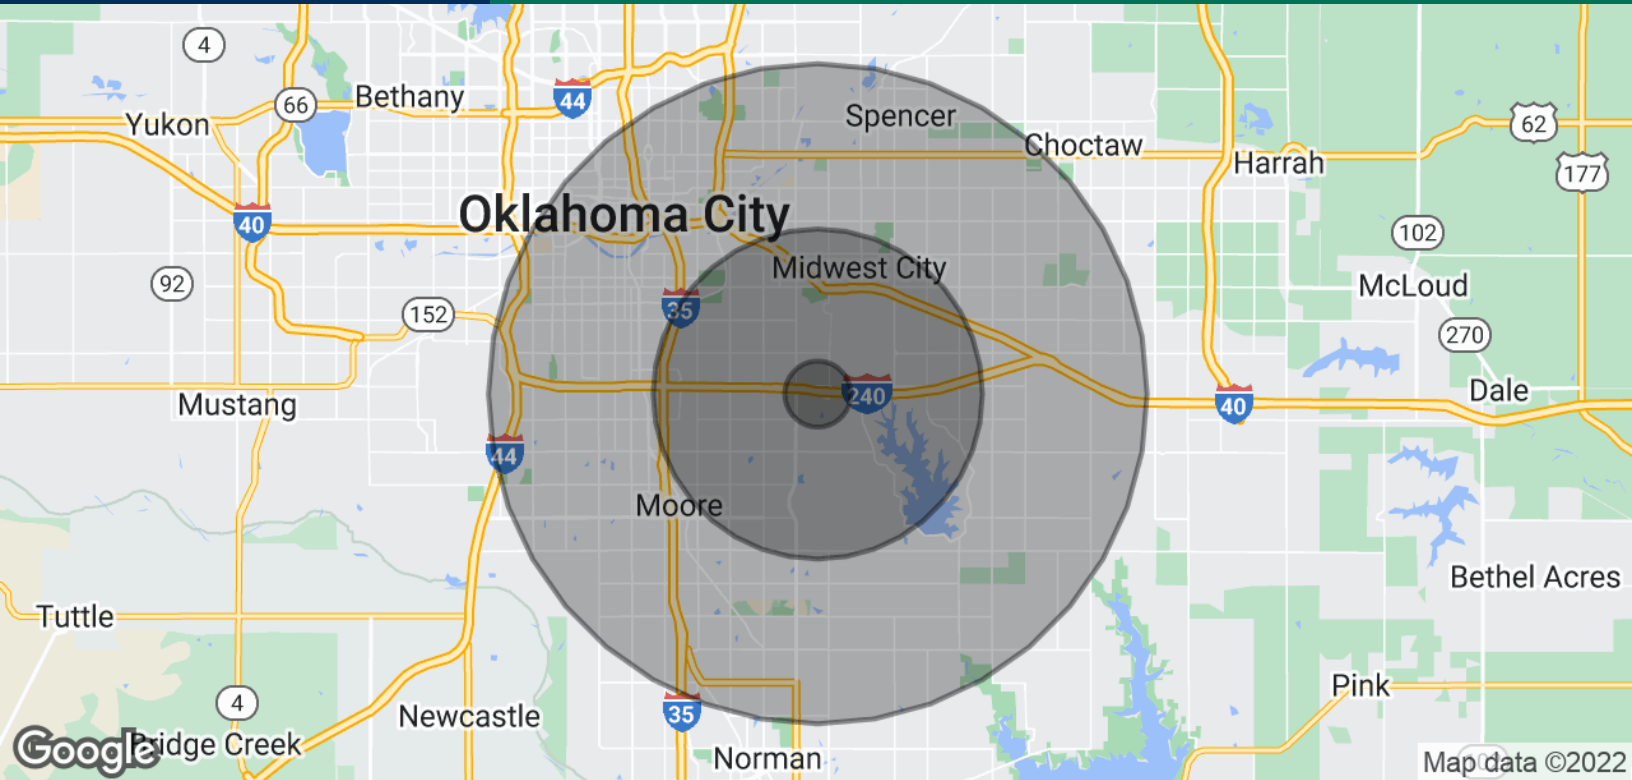 4
44
Bethany
66
Spencer
Yukon
62
Choctaw
Harrah
177
Oklahoma City
40
102
Midwest City
92
McCloud
35
152
270
240
Dale
40
Mustang
44
Moore
Bethel Acres
Tuttle
Pink
4
Newcastle
35
Bridge Creek
Google
Norman
Map data ©2022